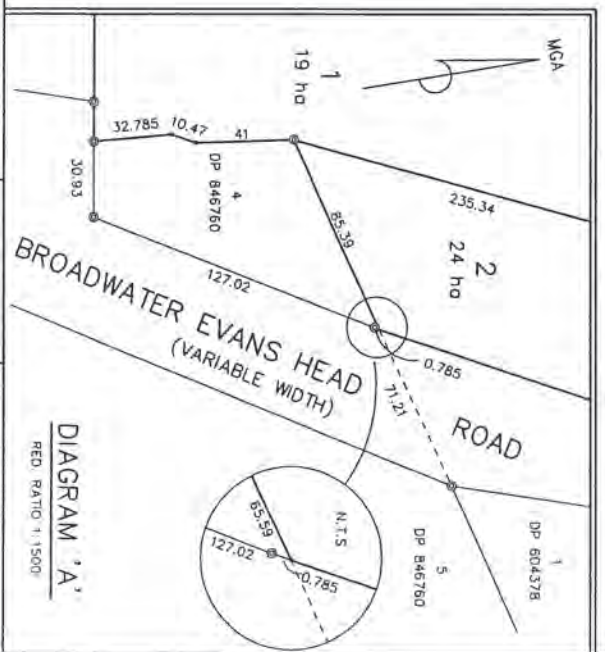 MGA
1
19 ha
32.785
10.47
41
4
DP 846760
30.93
235.34
2
24 ha
85.39
127.02
0.785
71.21
BROADWATER EVANS HEAD
ROAD
(VARIABLE WIDTH)
1
DP 604378
5
DP 846760
N.T.S
85.59
127.02
0.785
DIAGRAM 'A'
RED. RATIO 1:1500